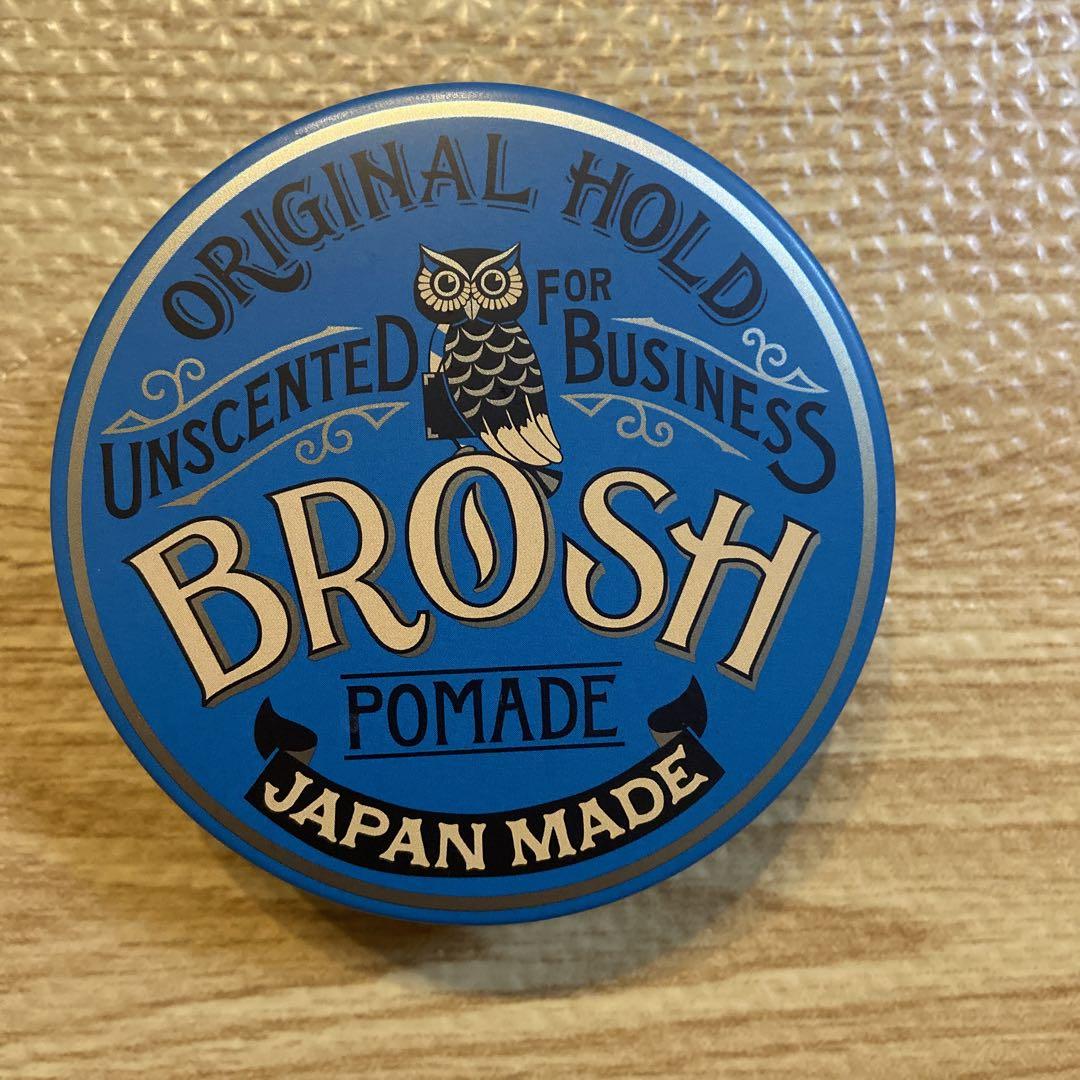 ORIGINAL HOLD
UNSCENTED FOR BUSINESS
BROSH
POMADE
JAPAN MADE